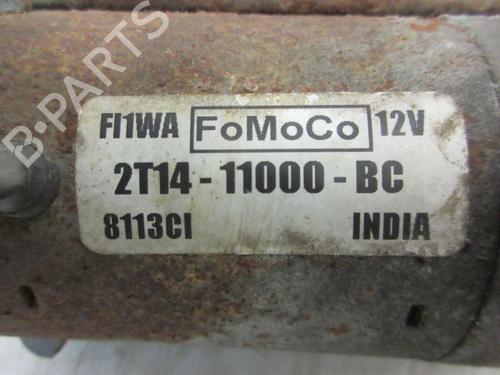 B-PARTS
FI1WA FoMoCo 12V
2T14 - 11000 - BC
8113CI INDIA